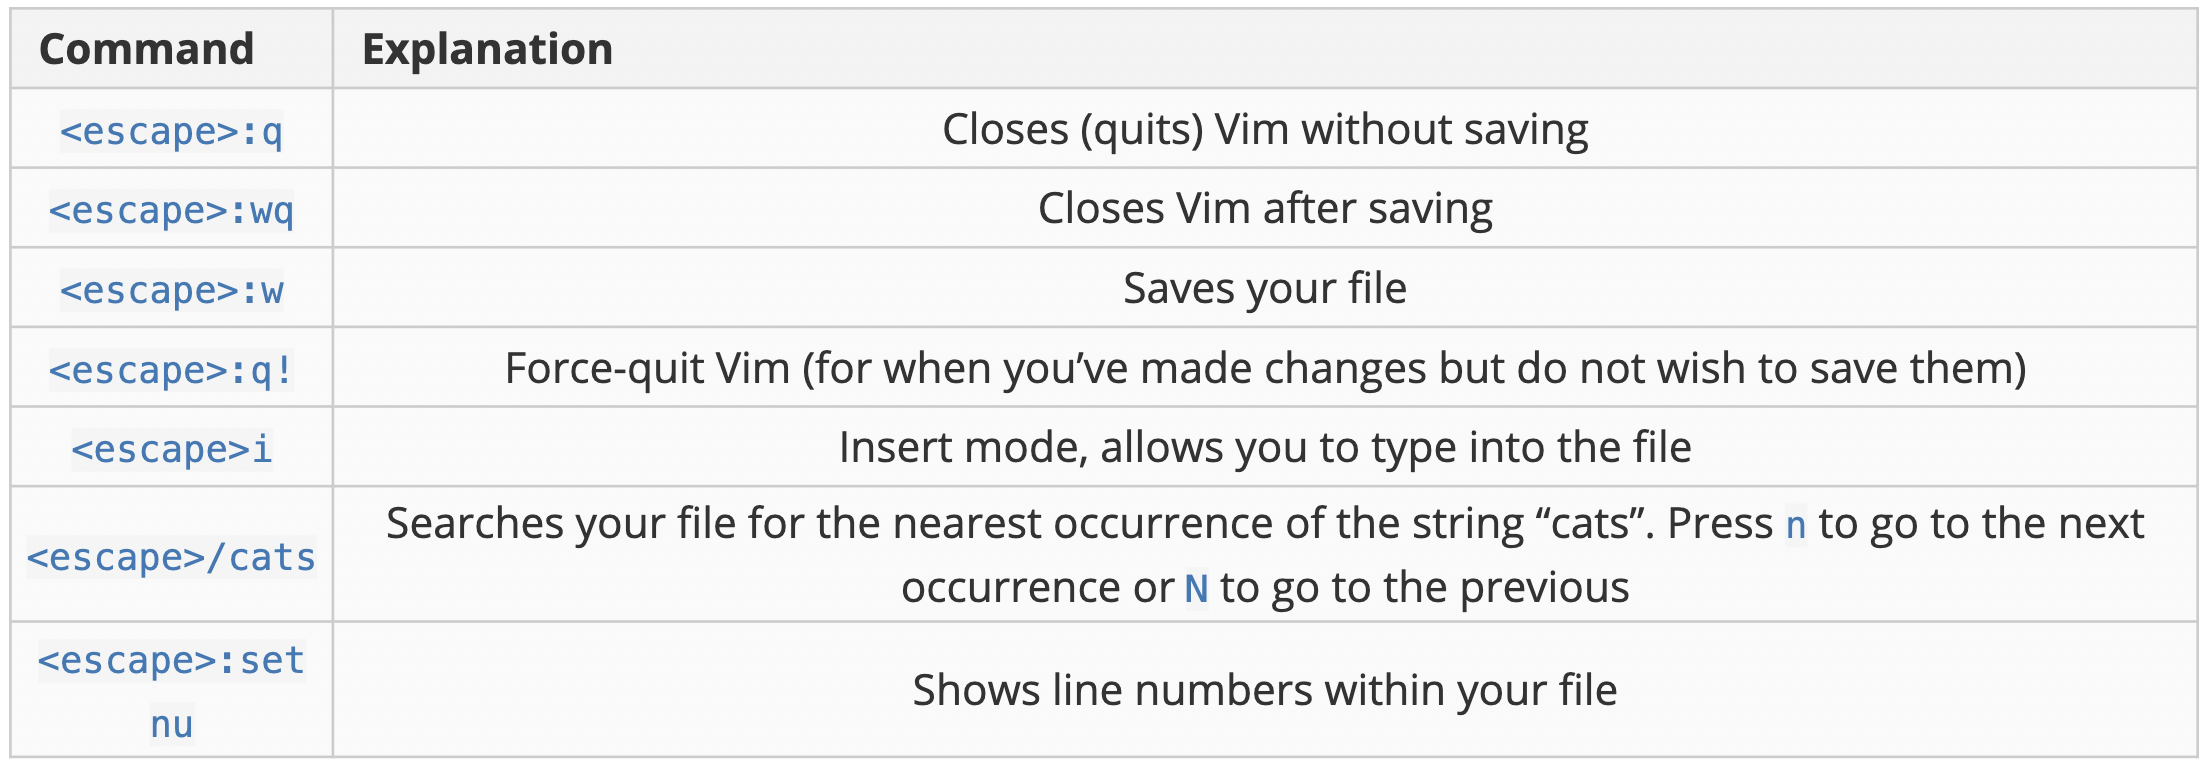 Command Explanation
<escape>:q Closes (quits) Vim without saving
<escape>:wq Closes Vim after saving
<escape>:w Saves your file
<escape>:q! Force-quit Vim (for when you’ve made changes but do not wish to save them)
<escape>i Insert mode, allows you to type into the file
<escape>/cats Searches your file for the nearest occurrence of the string “cats”. Press n to go to the next
occurrence or N to go to the previous
<escape>:set
nu
Shows line numbers within your file